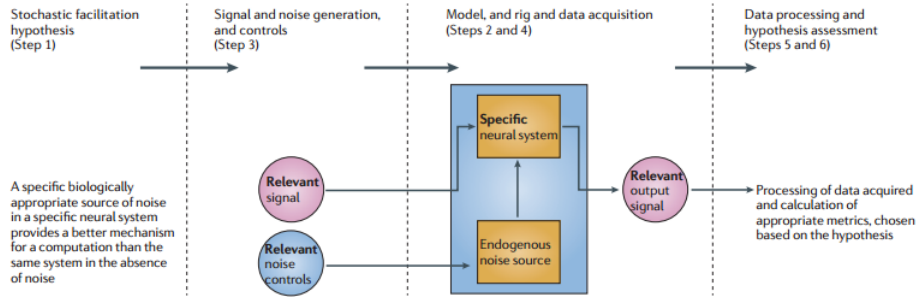 Stochastic facilitation
hypothesis
(Step 1)
Signal and noise generation,
and controls
(Step 3)
Model, and rig and data acquisition
(Steps 2 and 4)
Data processing and
hypothesis assessment
(Steps 5 and 6)
A specific biologically
appropriate source of noise
in a specific neural system
provides a better mechanism
for a computation than the
same system in the absence
of noise
Relevant
signal
Relevant
noise
controls
Specific
neural system
Endogenous
noise source
Relevant
output
signal
Processing of data acquired
and calculation of
appropriate metrics, chosen
based on the hypothesis